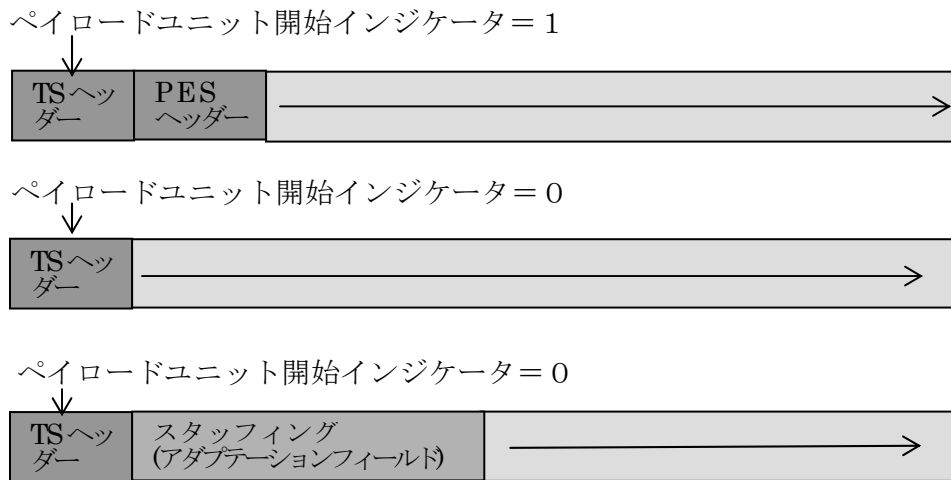 ペイロードユニット開始インジケータ＝１
TSヘッ
ダー
PES
ヘッダー
ペイロードユニット開始インジケータ＝０
TSヘッ
ダー
ペイロードユニット開始インジケータ＝０
TSヘッ
ダー
スタッフィング
(アダプテーションフィールド)